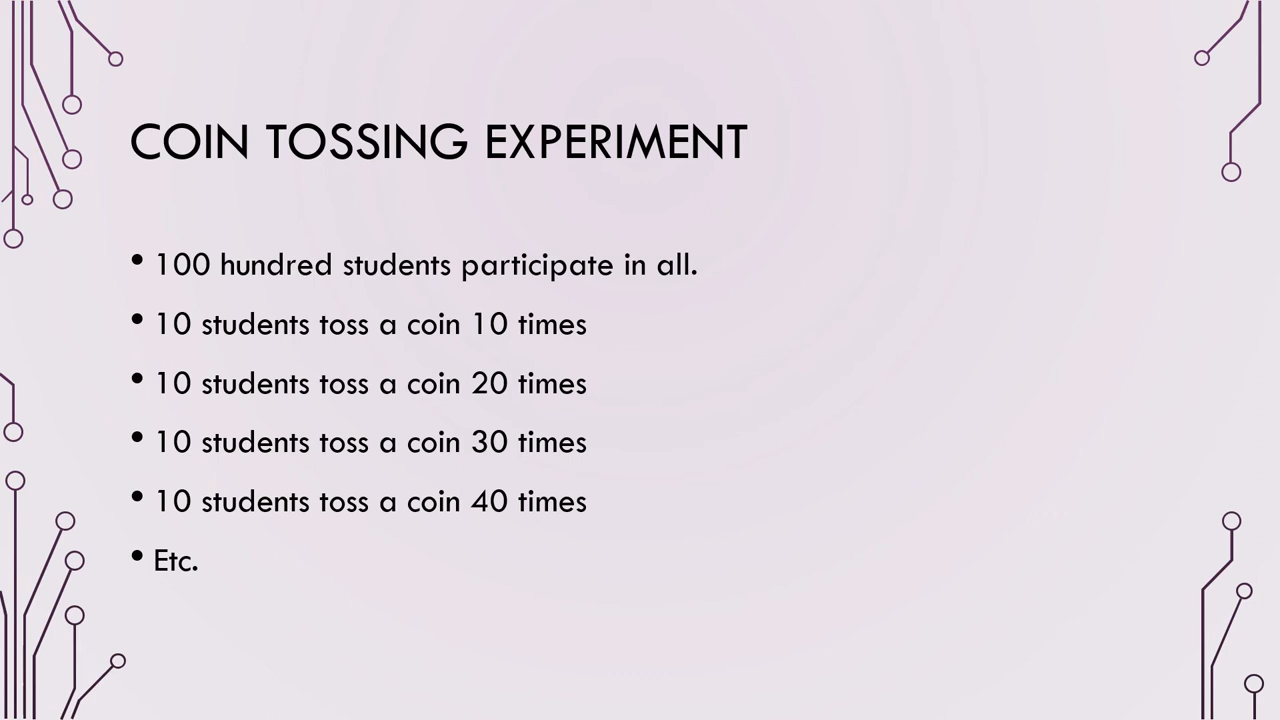 COIN TOSSING EXPERIMENT
• 100 hundred students participate in all.
• 10 students toss a coin 10 times
• 10 students toss a coin 20 times
• 10 students toss a coin 30 times
• 10 students toss a coin 40 times
• Etc.